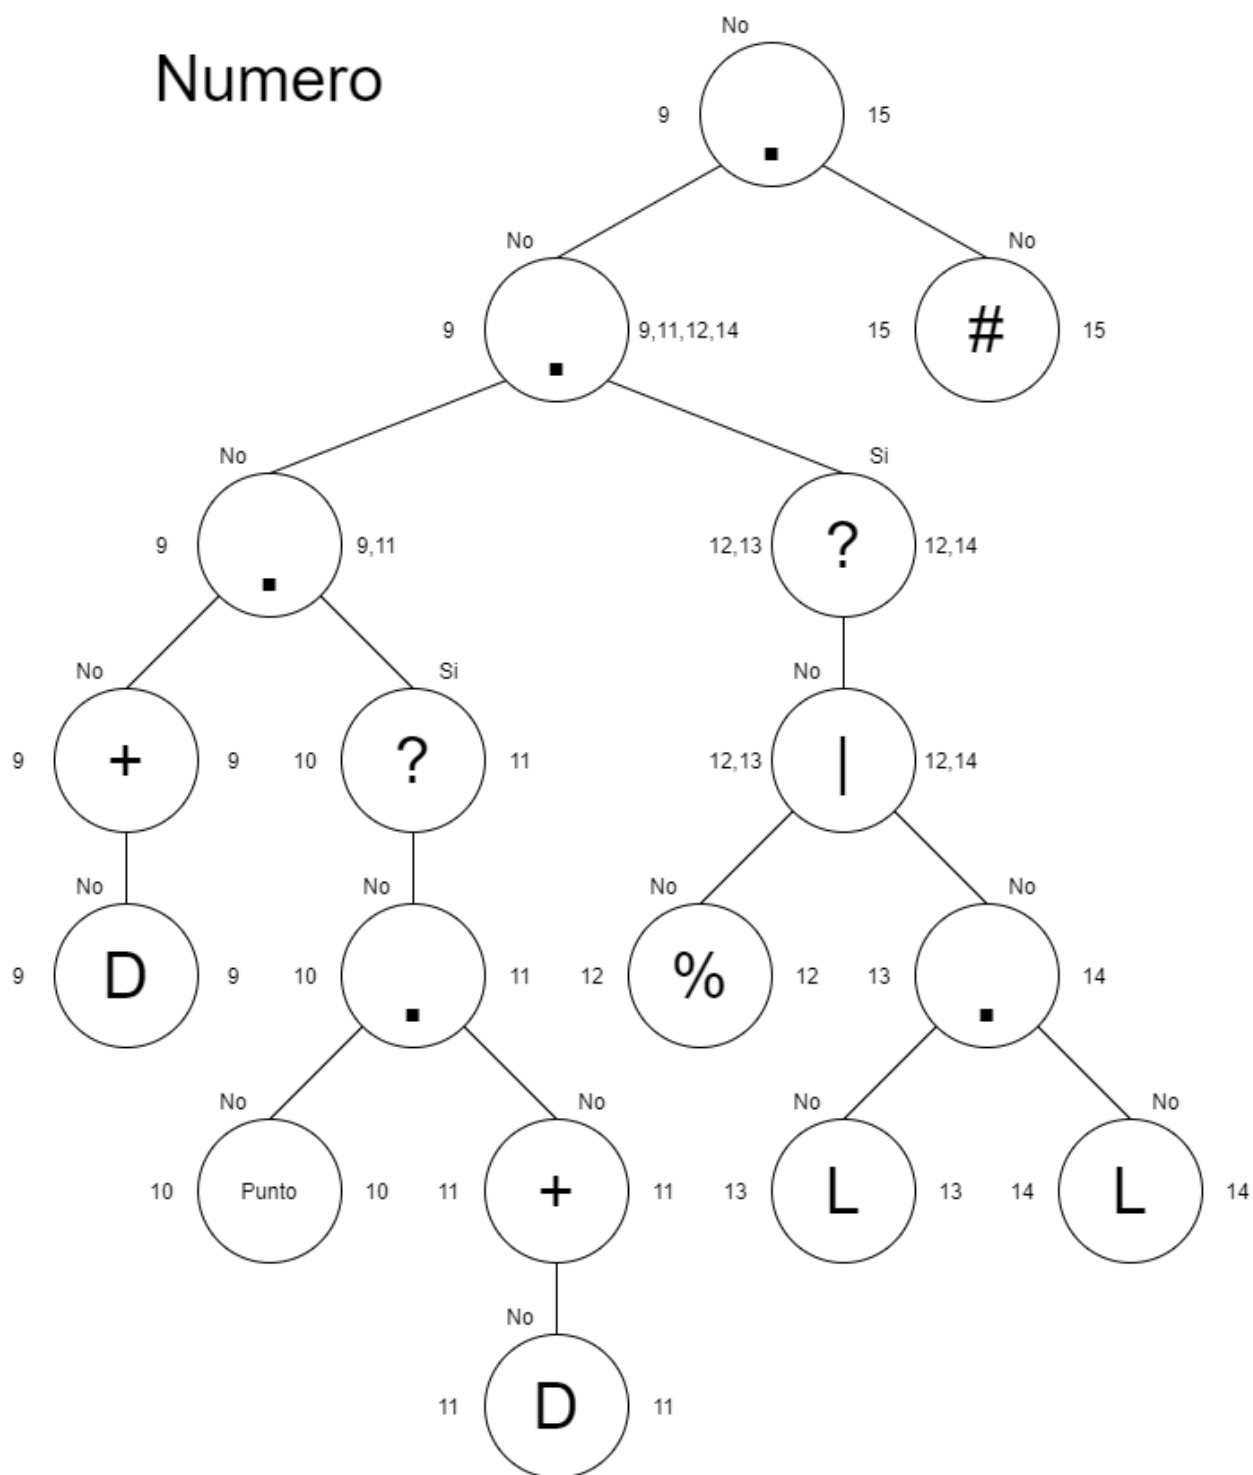 No
Numero
9 . 15
No No
9 . 9,11,12,14 15 # 15
No Si
9 . 9,11 12,13 ? 12,14
No Si No
9 + 9 10 ? 11 12,13 | 12,14
No No No No
9 D 9 10 . 11 12 % 12 13 . 14
No No No No
10 Punto 10 11 + 11 13 L 13 14 L 14
No
11 D 11